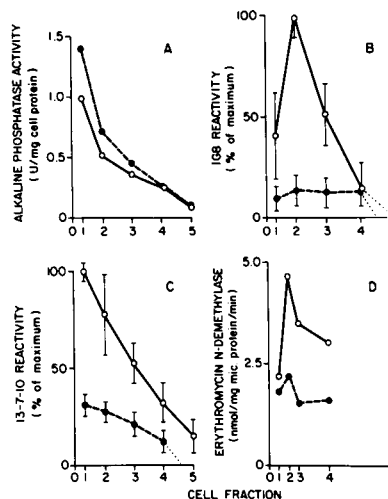 A
ALKALINE PHOSPHATASE ACTIVITY
(U/mg cell protein)
1.5
1.0
0.5
0
0 1 2 3 4 5
B
IG8 REACTIVITY
(% of maximum)
100
50
0
0 1 2 3 4
C
13-7-10 REACTIVITY
(% of maximum)
100
50
0
0 1 2 3 4 5
D
ERYTHROMYCIN N-DEMETHYLASE
(nmol/mg mic protein/min)
5.0
2.5
0
0 1 2 3 4
CELL FRACTION